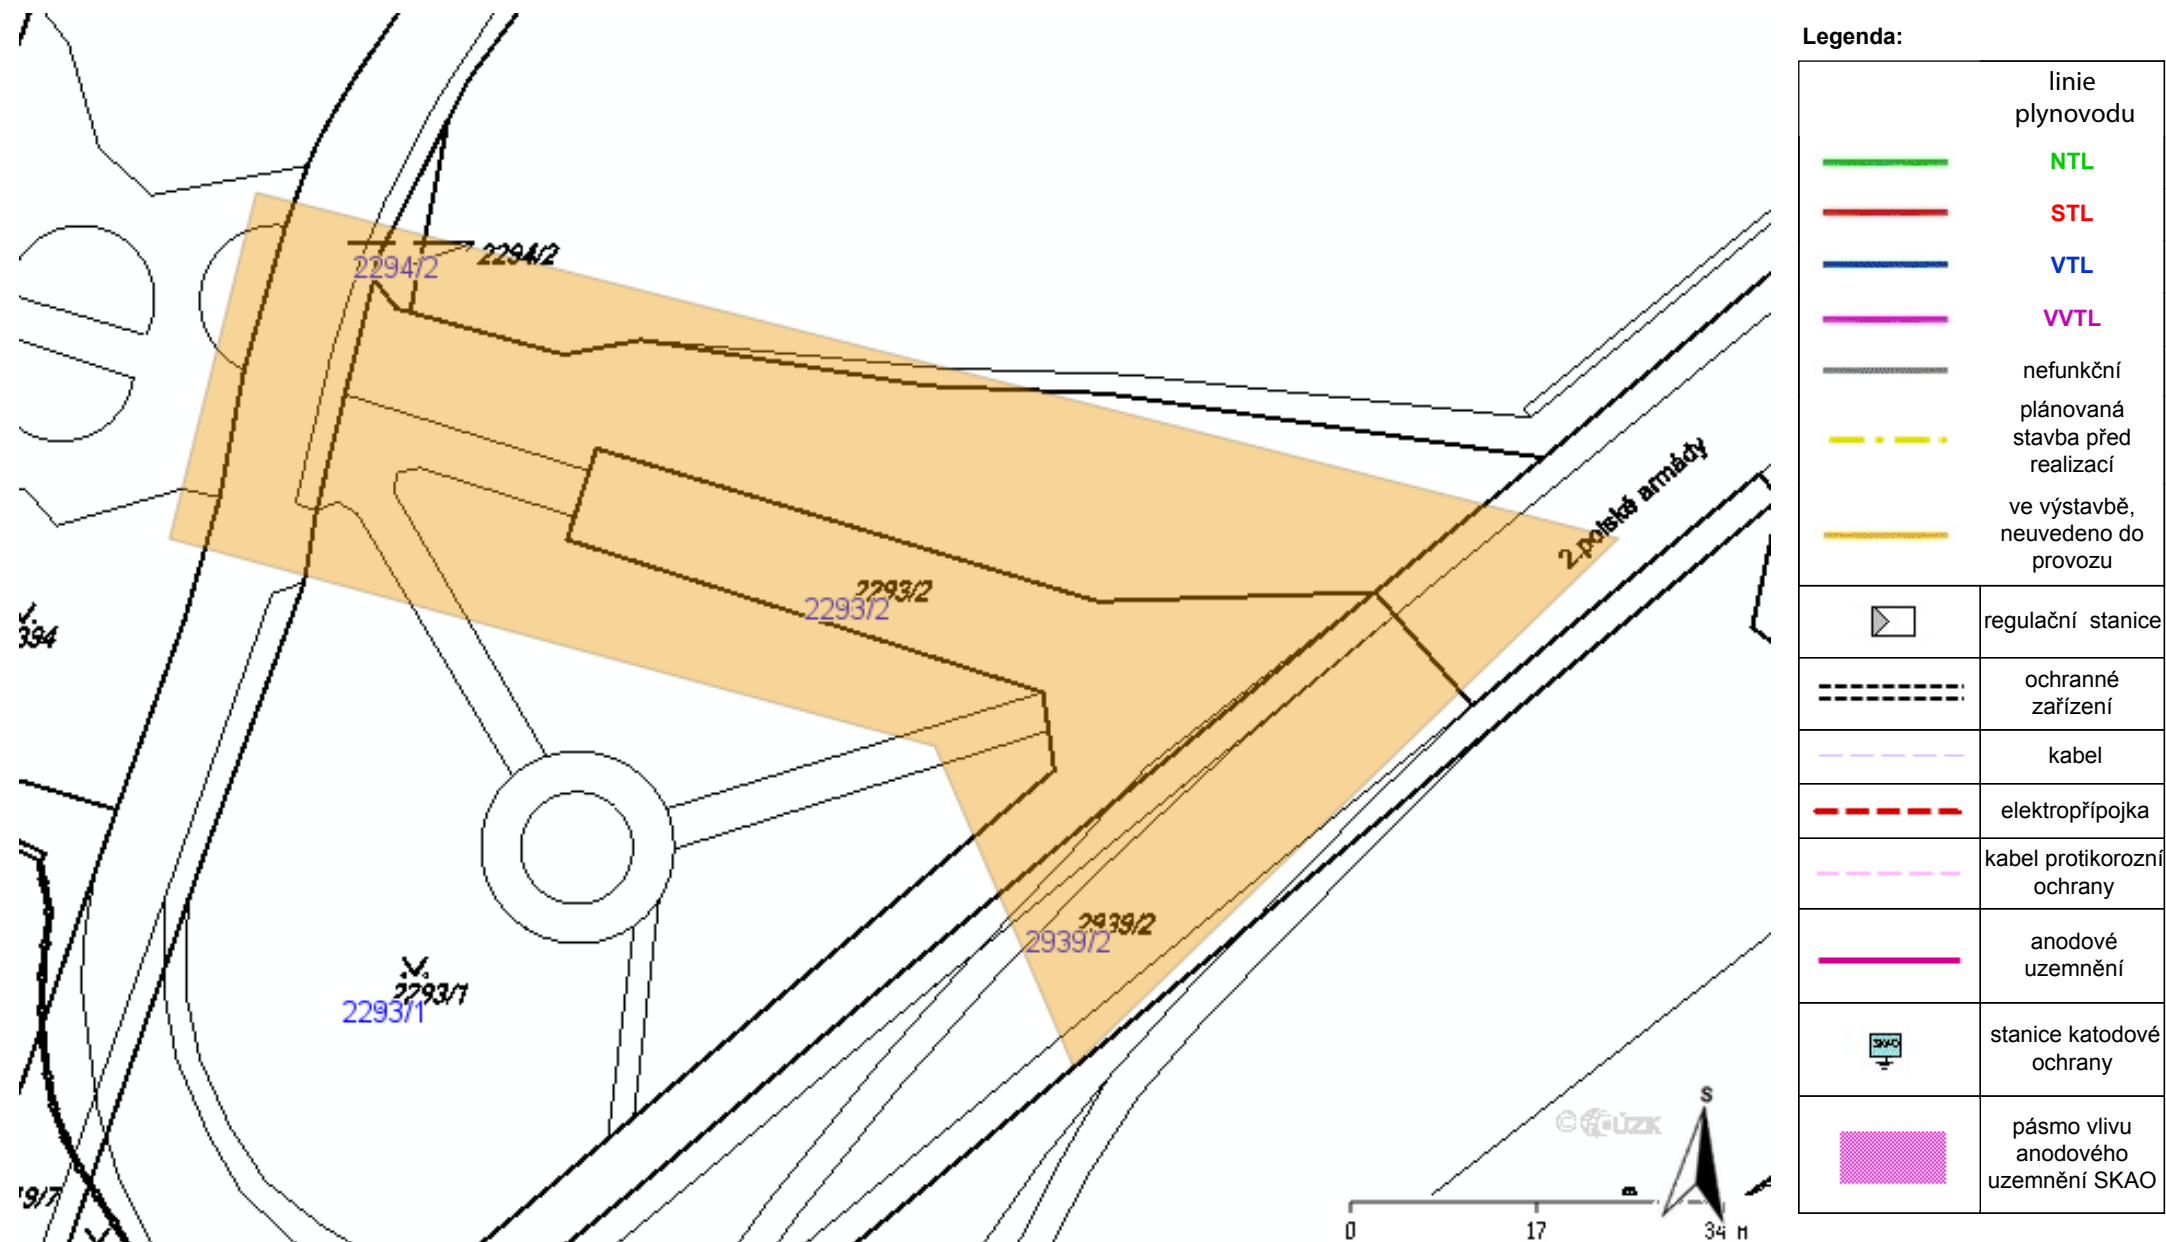 2294/2
2294/2
2.polské armády
2293/2
2293/2
394
2939/2
2939/2
2293/1
2293/1
9/7
© ČÚZK
S
0 17 34 m
Legenda:
linie
plynovodu
NTL
STL
VTL
VVTL
nefunkční
plánovaná
stavba před
realizací
ve výstavbě,
neuvedeno do
provozu
regulační stanice
ochranné
zařízení
kabel
elektropřípojka
kabel protikorozní
ochrany
anodové
uzemnění
SKAO
stanice katodové
ochrany
pásmo vlivu
anodového
uzemnění SKAO